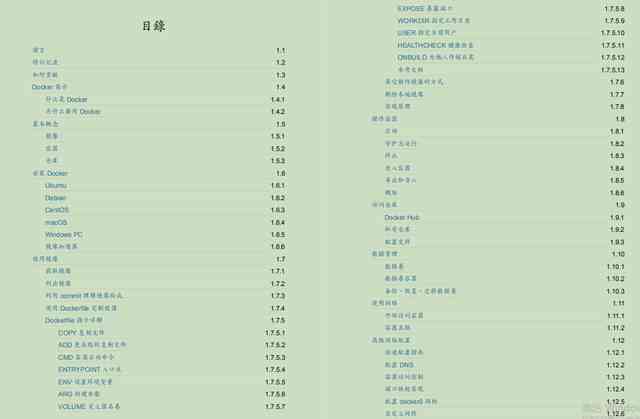 目錄
前言 1.1
修订记录 1.2
如何贡献 1.3
Docker 简介 1.4
什么是 Docker 1.4.1
为什么要用 Docker 1.4.2
基本概念 1.5
镜像 1.5.1
容器 1.5.2
仓库 1.5.3
安装 Docker 1.6
Ubuntu 1.6.1
Debian 1.6.2
CentOS 1.6.3
macOS 1.6.4
Windows PC 1.6.5
镜像加速器 1.6.6
使用镜像 1.7
获取镜像 1.7.1
列出镜像 1.7.2
利用 commit 理解镜像构成 1.7.3
使用 Dockerfile 定制镜像 1.7.4
Dockerfile 指令详解 1.7.5
COPY 复制文件 1.7.5.1
ADD 更高级的复制文件 1.7.5.2
CMD 容器启动命令 1.7.5.3
ENTRYPOINT 入口点 1.7.5.4
ENV 设置环境变量 1.7.5.5
ARG 构建参数 1.7.5.6
VOLUME 定义匿名卷 1.7.5.7
EXPOSE 暴露端口 1.7.5.8
WORKDIR 指定工作目录 1.7.5.9
USER 指定当前用户 1.7.5.10
HEALTHCHECK 健康检查 1.7.5.11
ONBUILD 为他人作嫁衣裳 1.7.5.12
参考文档 1.7.5.13
其它制作镜像的方式 1.7.6
删除本地镜像 1.7.7
实现原理 1.7.8
操作容器 1.8
启动 1.8.1
守护态运行 1.8.2
终止 1.8.3
进入容器 1.8.4
导出和导入 1.8.5
删除 1.8.6
访问仓库 1.9
Docker Hub 1.9.1
私有仓库 1.9.2
配置文件 1.9.3
数据管理 1.10
数据卷 1.10.1
数据卷容器 1.10.2
备份、恢复、迁移数据卷 1.10.3
使用网络 1.11
外部访问容器 1.11.1
容器互联 1.11.2
高级网络配置 1.12
快速配置指南 1.12.1
配置 DNS 1.12.2
容器访问控制 1.12.3
端口映射实现 1.12.4
配置 docker0 网桥 1.12.5
自定义网桥 1.12.6